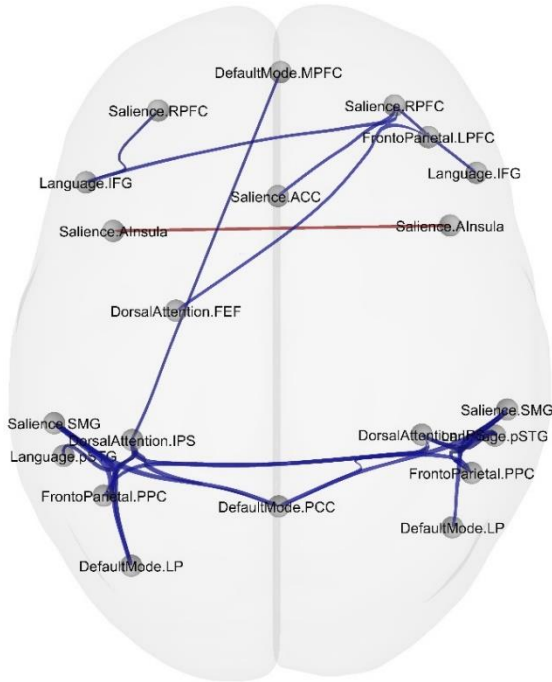 DefaultMode.MPFC
Salience.RPFC
Salience.RPFC
FrontoParietal.LPFC
Language.IFG
Language.IFG
Salience.ACC
Salience.AInsula
Salience.AInsula
DorsalAttention.FEF
Salience.SMG
Salience.SMG
DorsalAttention.IPS
Language.pSTG
FrontoParietal.PPC
FrontoParietal.PPC
DefaultMode.PCC
DefaultMode.LP
DefaultMode.LP